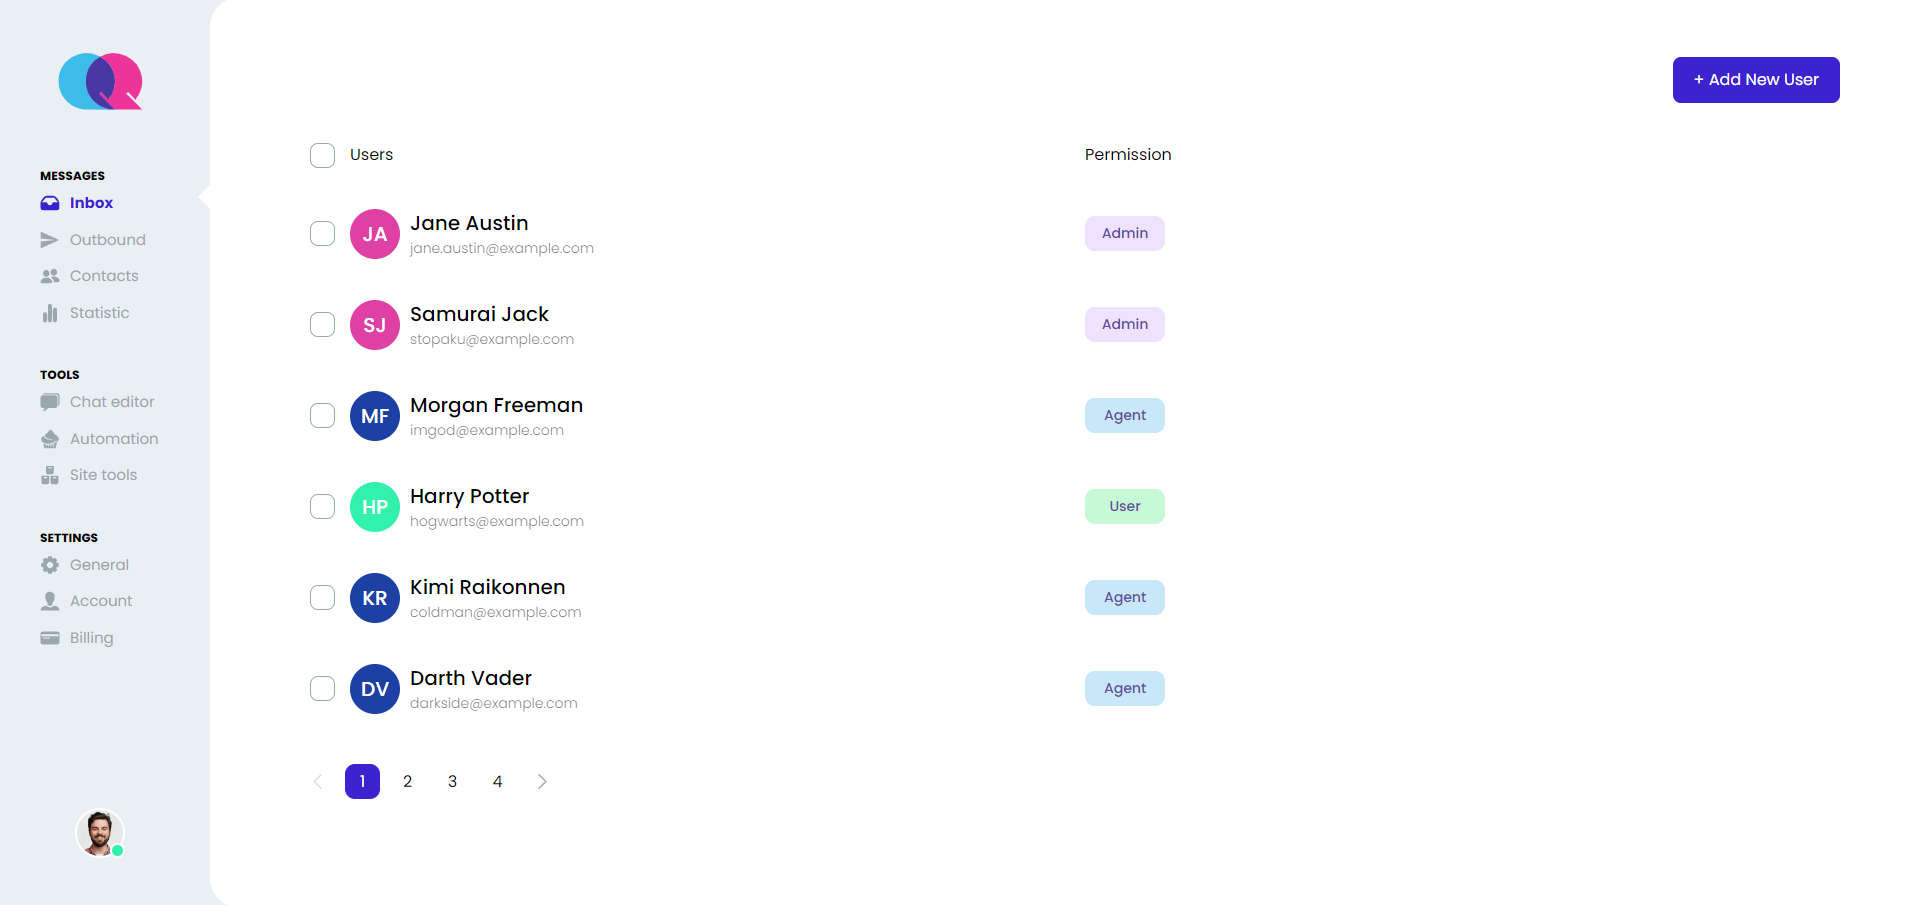 MESSAGES
Inbox
Outbound
Contacts
Statistic
TOOLS
Chat editor
Automation
Site tools
SETTINGS
General
Account
Billing
+ Add New User
Users Permission
JA Jane Austin Admin
jane.austin@example.com
SJ Samurai Jack Admin
stopaku@example.com
MF Morgan Freeman Agent
imgod@example.com
HP Harry Potter User
hogwarts@example.com
KR Kimi Raikonnen Agent
coldman@example.com
DV Darth Vader Agent
darkside@example.com
1 2 3 4